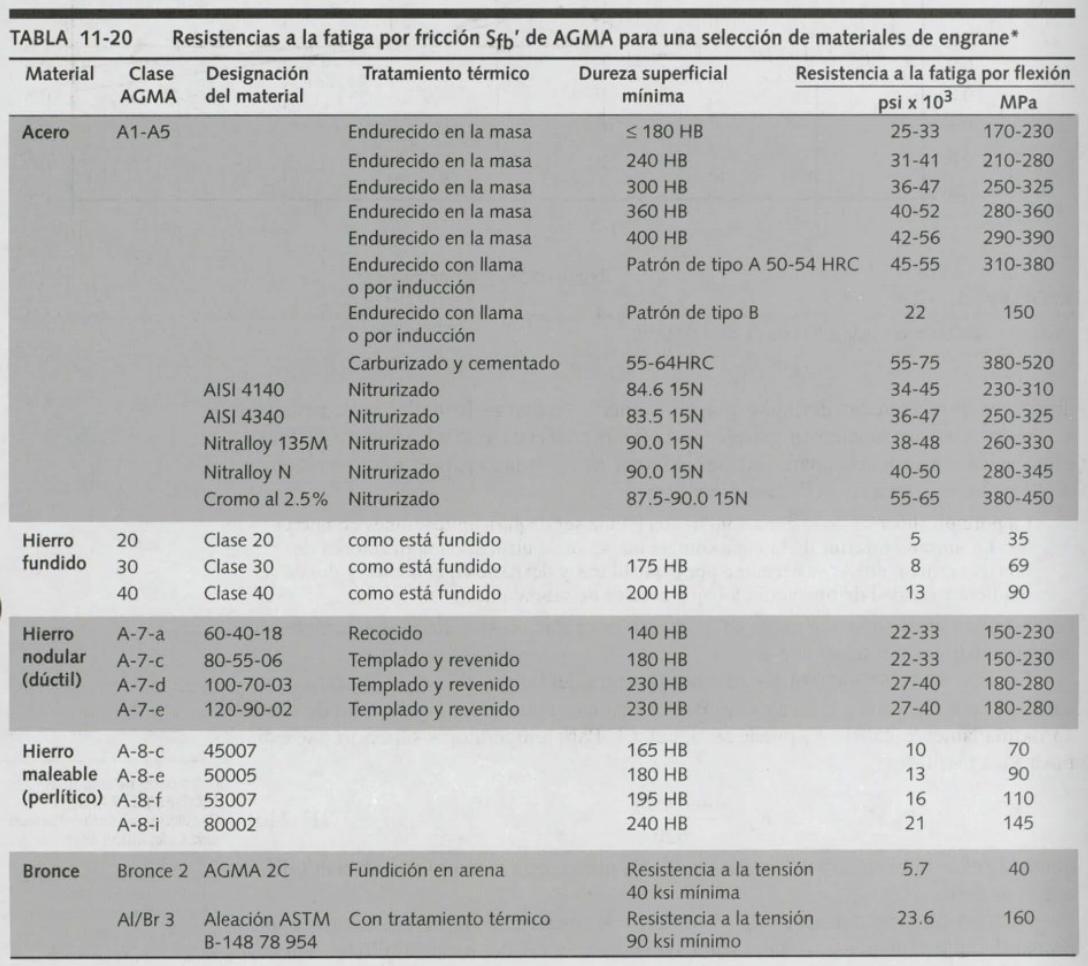 TABLA 11-20 Resistencias a la fatiga por fricción Sfb' de AGMA para una selección de materiales de engrane*
Material Clase Designación Tratamiento térmico Dureza superficial Resistencia a la fatiga por flexión
AGMA del material mínima psi x 10³ MPa
Acero A1-A5 Endurecido en la masa ≤ 180 HB 25-33 170-230
Endurecido en la masa 240 HB 31-41 210-280
Endurecido en la masa 300 HB 36-47 250-325
Endurecido en la masa 360 HB 40-52 280-360
Endurecido en la masa 400 HB 42-56 290-390
Endurecido con llama Patrón de tipo A 50-54 HRC 45-55 310-380
o por inducción
Endurecido con llama Patrón de tipo B 22 150
o por inducción
Carburizado y cementado 55-64HRC 55-75 380-520
AISI 4140 Nitrurizado 84.6 15N 34-45 230-310
AISI 4340 Nitrurizado 83.5 15N 36-47 250-325
Nitralloy 135M Nitrurizado 90.0 15N 38-48 260-330
Nitralloy N Nitrurizado 90.0 15N 40-50 280-345
Cromo al 2.5% Nitrurizado 87.5-90.0 15N 55-65 380-450
Hierro 20 Clase 20 como está fundido 5 35
fundido 30 Clase 30 como está fundido 175 HB 8 69
40 Clase 40 como está fundido 200 HB 13 90
Hierro A-7-a 60-40-18 Recocido 140 HB 22-33 150-230
nodular A-7-c 80-55-06 Templado y revenido 180 HB 22-33 150-230
(dúctil) A-7-d 100-70-03 Templado y revenido 230 HB 27-40 180-280
A-7-e 120-90-02 Templado y revenido 230 HB 27-40 180-280
Hierro A-8-c 45007 165 HB 10 70
maleable A-8-e 50005 180 HB 13 90
(perlítico) A-8-f 53007 195 HB 16 110
A-8-i 80002 240 HB 21 145
Bronce Bronce 2 AGMA 2C Fundición en arena Resistencia a la tensión 5.7 40
40 ksi mínima
Al/Br 3 Aleación ASTM Con tratamiento térmico Resistencia a la tensión 23.6 160
B-148 78 954 90 ksi mínimo